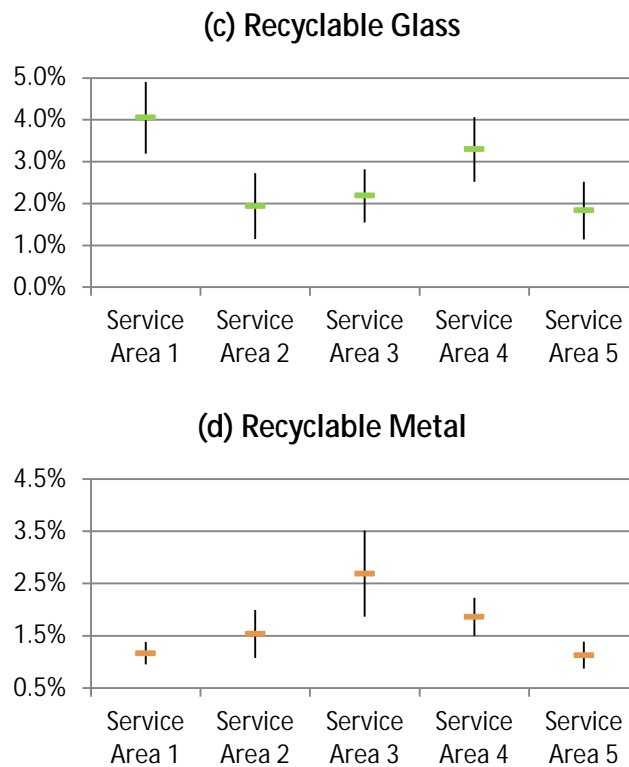 (c) Recyclable Glass
5.0%
4.0%
3.0%
2.0%
1.0%
0.0%
Service Service Service Service Service
Area 1 Area 2 Area 3 Area 4 Area 5
(d) Recyclable Metal
4.5%
3.5%
2.5%
1.5%
0.5%
Service Service Service Service Service
Area 1 Area 2 Area 3 Area 4 Area 5